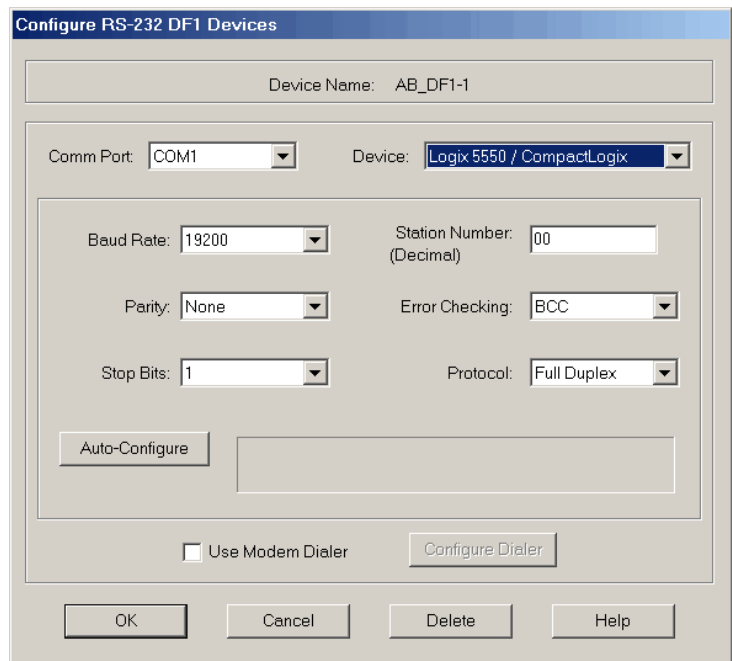 Configure RS-232 DF1 Devices
Device Name: AB_DF1-1
Comm Port: COM1 Device: Logix 5550 / CompactLogix
Baud Rate: 19200 Station Number: 00
(Decimal)
Parity: None Error Checking: BCC
Stop Bits: 1 Protocol: Full Duplex
Auto-Configure
Use Modem Dialer Configure Dialer
OK Cancel Delete Help